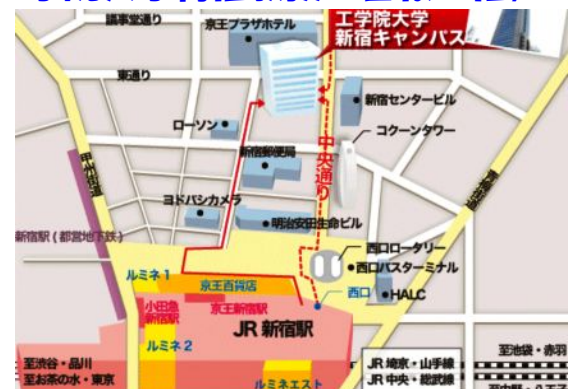 議事堂通り
京王プラザホテル
工学院大学
新宿キャンパス
東通り
新宿センタービル
ローソン
コクーンタワー
中央通り
新宿郵便局
甲州街道
ヨドバシカメラ
明治安田生命ビル
新宿駅(都営地下鉄)
西口ロータリー
ルミネ1
西口バスターミナル
京王百貨店
西口
HALC
小田急
新宿駅
京王新宿駅
JR 新宿駅
ルミネ2
至池袋・赤羽
至渋谷・品川
JR 埼京・山手線
至お茶の水・東京
ルミネエスト
JR 中央・総武線